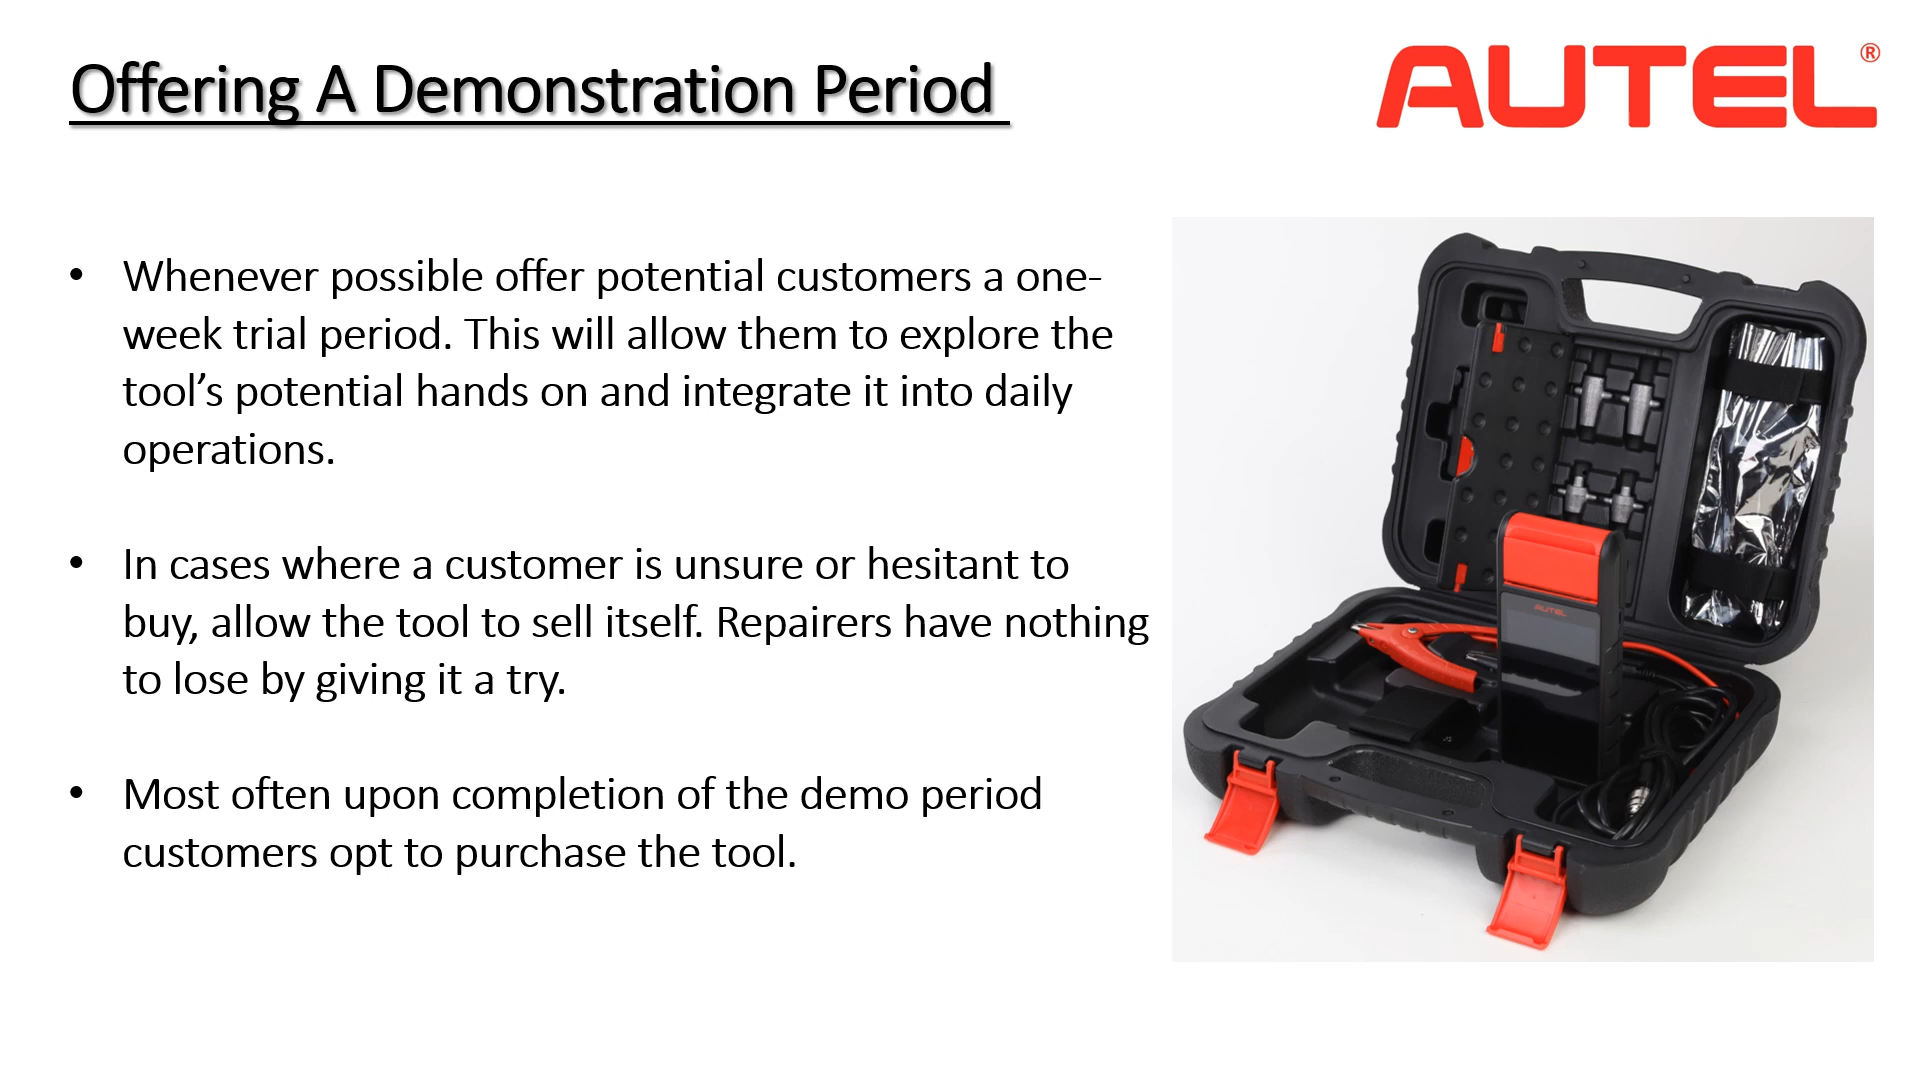 Offering A Demonstration Period
AUTEL®
• Whenever possible offer potential customers a one-
week trial period. This will allow them to explore the
tool’s potential hands on and integrate it into daily
operations.
• In cases where a customer is unsure or hesitant to
buy, allow the tool to sell itself. Repairers have nothing
to lose by giving it a try.
• Most often upon completion of the demo period
customers opt to purchase the tool.
AUTEL